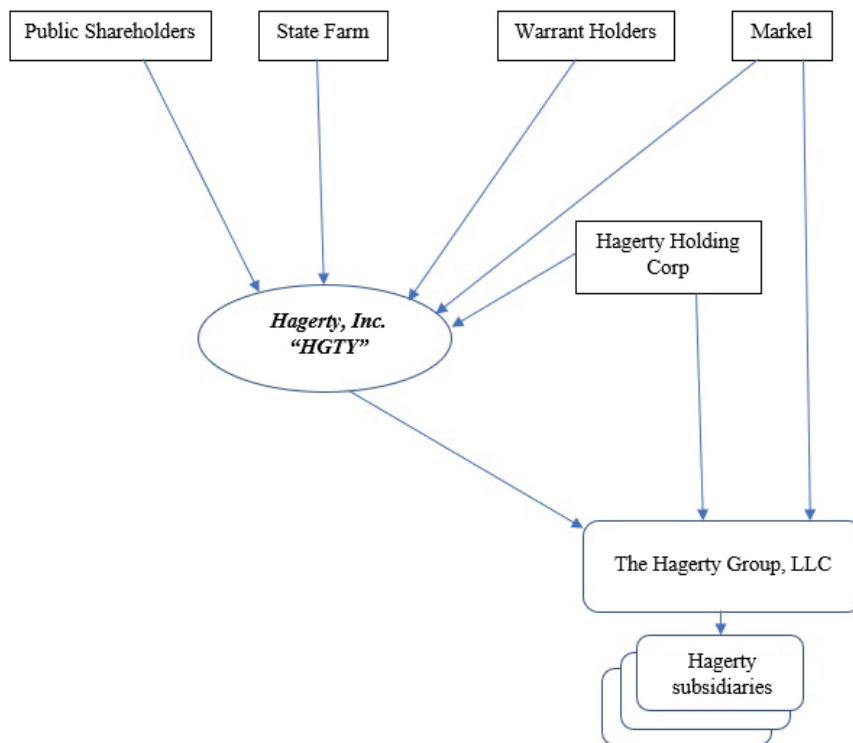 Public Shareholders
State Farm
Warrant Holders
Markel
Hagerty Holding
Corp
Hagerty, Inc.
“HGTY”
The Hagerty Group, LLC
Hagerty
subsidiaries